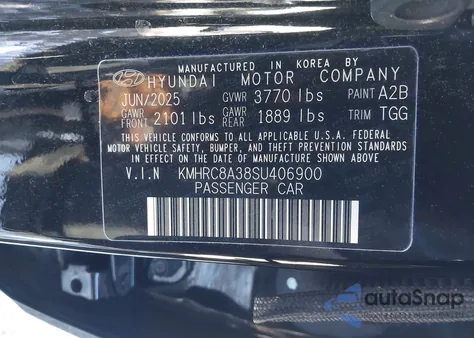 MANUFACTURED IN KOREA BY
HYUNDAI MOTOR COMPANY
JUN/2025 GVWR 3770 lbs PAINT A2B
GAWR FRONT 2101 lbs GAWR REAR 1889 lbs TRIM TGG
THIS VEHICLE CONFORMS TO ALL APPLICABLE U.S.A. FEDERAL
MOTOR VEHICLE SAFETY, BUMPER, AND THEFT PREVENTION STANDARDS
IN EFFECT ON THE DATE OF MANUFACTURE SHOWN ABOVE.
V.I.N KMHRC8A38SU406900
PASSENGER CAR
autoSnap